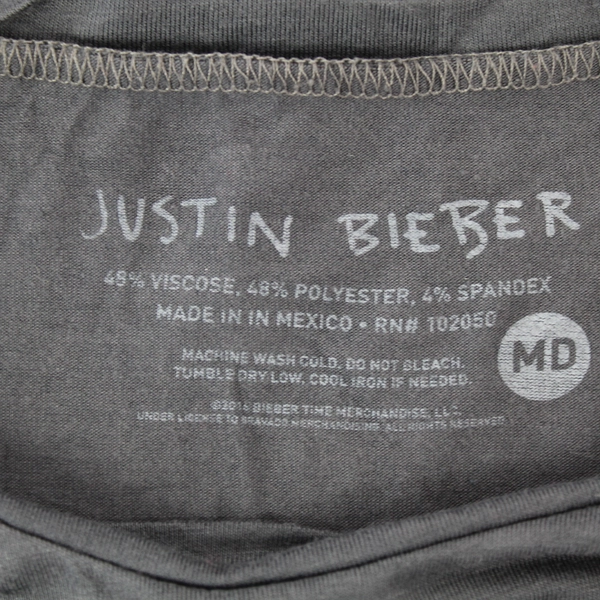 JUSTIN BIEBER
48% VISCOSE, 48% POLYESTER, 4% SPANDEX
MADE IN IN MEXICO • RN# 102050
MD
MACHINE WASH COLD. DO NOT BLEACH.
TUMBLE DRY LOW, COOL IRON IF NEEDED.
©2016 BIEBER TIME MERCHANDISE, LLC.
UNDER LICENSE TO BRAVADO MERCHANDISING. ALL RIGHTS RESERVED